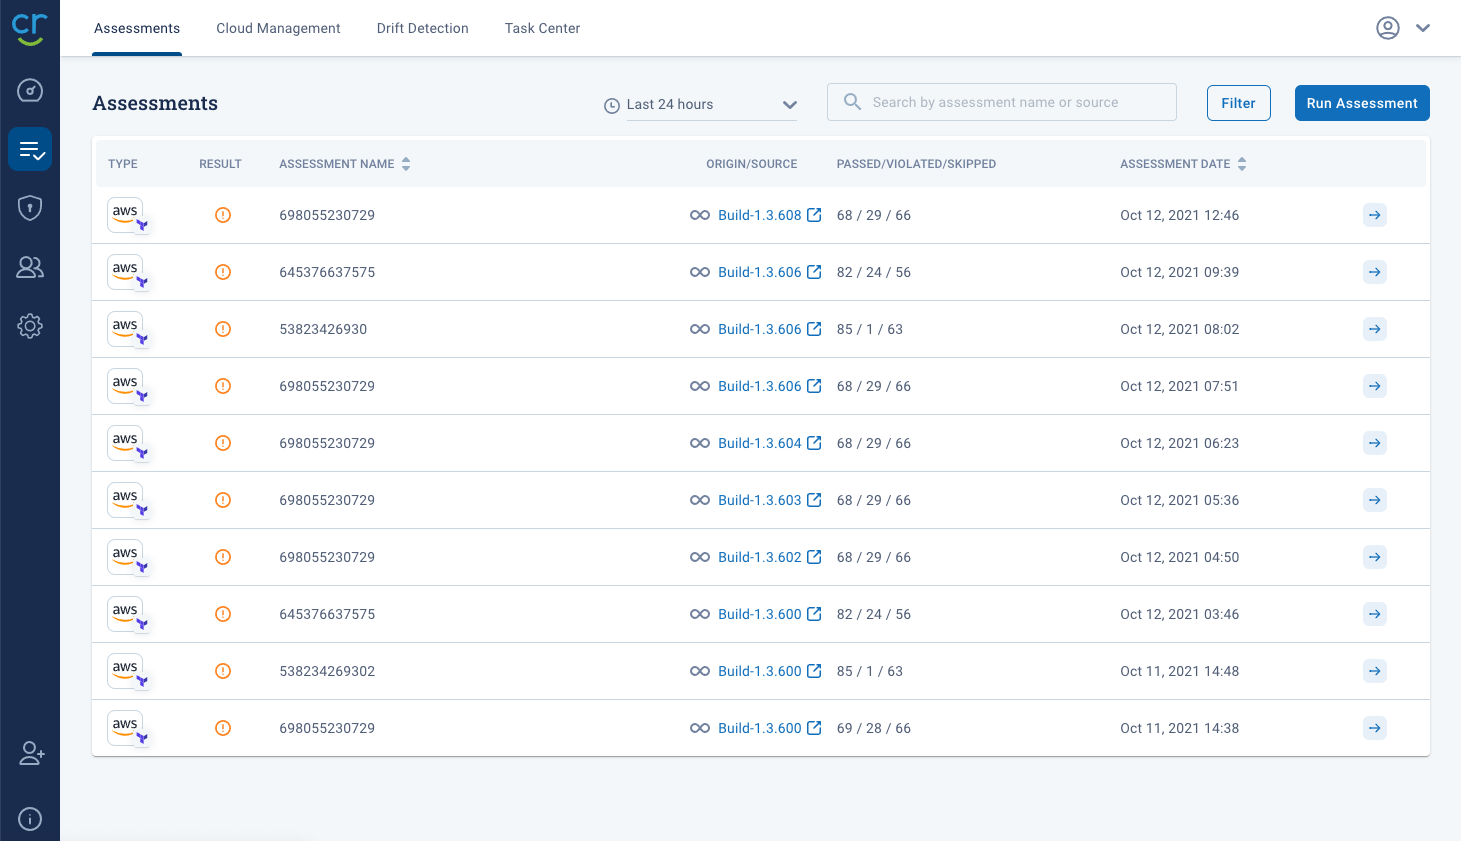 cr
Assessments Cloud Management Drift Detection Task Center
Assessments Last 24 hours Search by assessment name or source Filter Run Assessment
TYPE RESULT ASSESSMENT NAME ORIGIN/SOURCE PASSED/VIOLATED/SKIPPED ASSESSMENT DATE
aws 698055230729 Build-1.3.608 68 / 29 / 66 Oct 12, 2021 12:46
aws 645376637575 Build-1.3.606 82 / 24 / 56 Oct 12, 2021 09:39
aws 53823426930 Build-1.3.606 85 / 1 / 63 Oct 12, 2021 08:02
aws 698055230729 Build-1.3.606 68 / 29 / 66 Oct 12, 2021 07:51
aws 698055230729 Build-1.3.604 68 / 29 / 66 Oct 12, 2021 06:23
aws 698055230729 Build-1.3.603 68 / 29 / 66 Oct 12, 2021 05:36
aws 698055230729 Build-1.3.602 68 / 29 / 66 Oct 12, 2021 04:50
aws 645376637575 Build-1.3.600 82 / 24 / 56 Oct 12, 2021 03:46
aws 538234269302 Build-1.3.600 85 / 1 / 63 Oct 11, 2021 14:48
aws 698055230729 Build-1.3.600 69 / 28 / 66 Oct 11, 2021 14:38